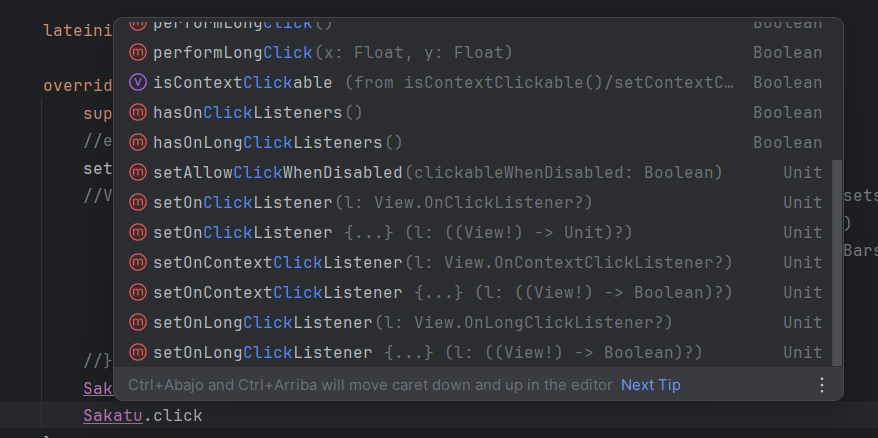 lateini
performLongClick() Boolean
performLongClick(x: Float, y: Float) Boolean
isContextClickable (from isContextClickable()/setContextC… Boolean
override
hasOnClickListeners() Boolean
sup
hasOnLongClickListeners() Boolean
//e
setAllowClickWhenDisabled(clickableWhenDisabled: Boolean) Unit
set
//V
sets
setOnClickListener(l: View.OnClickListener?) Unit
)
setOnClickListener {...} (l: ((View!) -> Unit)?) Unit
Bars
setOnContextClickListener(l: View.OnContextClickListener?) Unit
setOnContextClickListener {...} (l: ((View!) -> Boolean)?) Unit
setOnLongClickListener(l: View.OnLongClickListener?) Unit
setOnLongClickListener {...} (l: ((View!) -> Boolean)?) Unit
//}
Ctrl+Abajo and Ctrl+Arriba will move caret down and up in the editor Next Tip
Sak
Sakatu.click